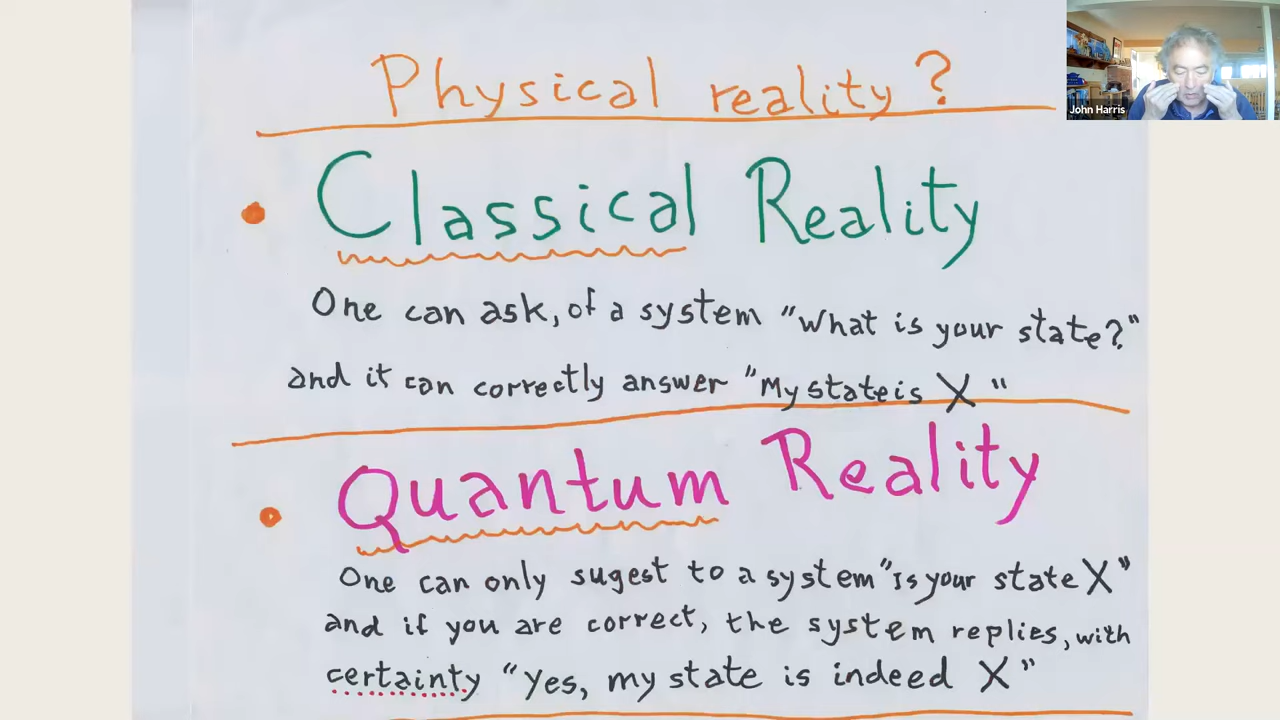 Physical reality?
John Harris
• Classical Reality
One can ask, of a system "What is your state?"
and it can correctly answer "My state is X"
• Quantum Reality
One can only sugest to a system "Is your state X"
and if you are correct, the system replies, with
certainty "Yes, my state is indeed X"